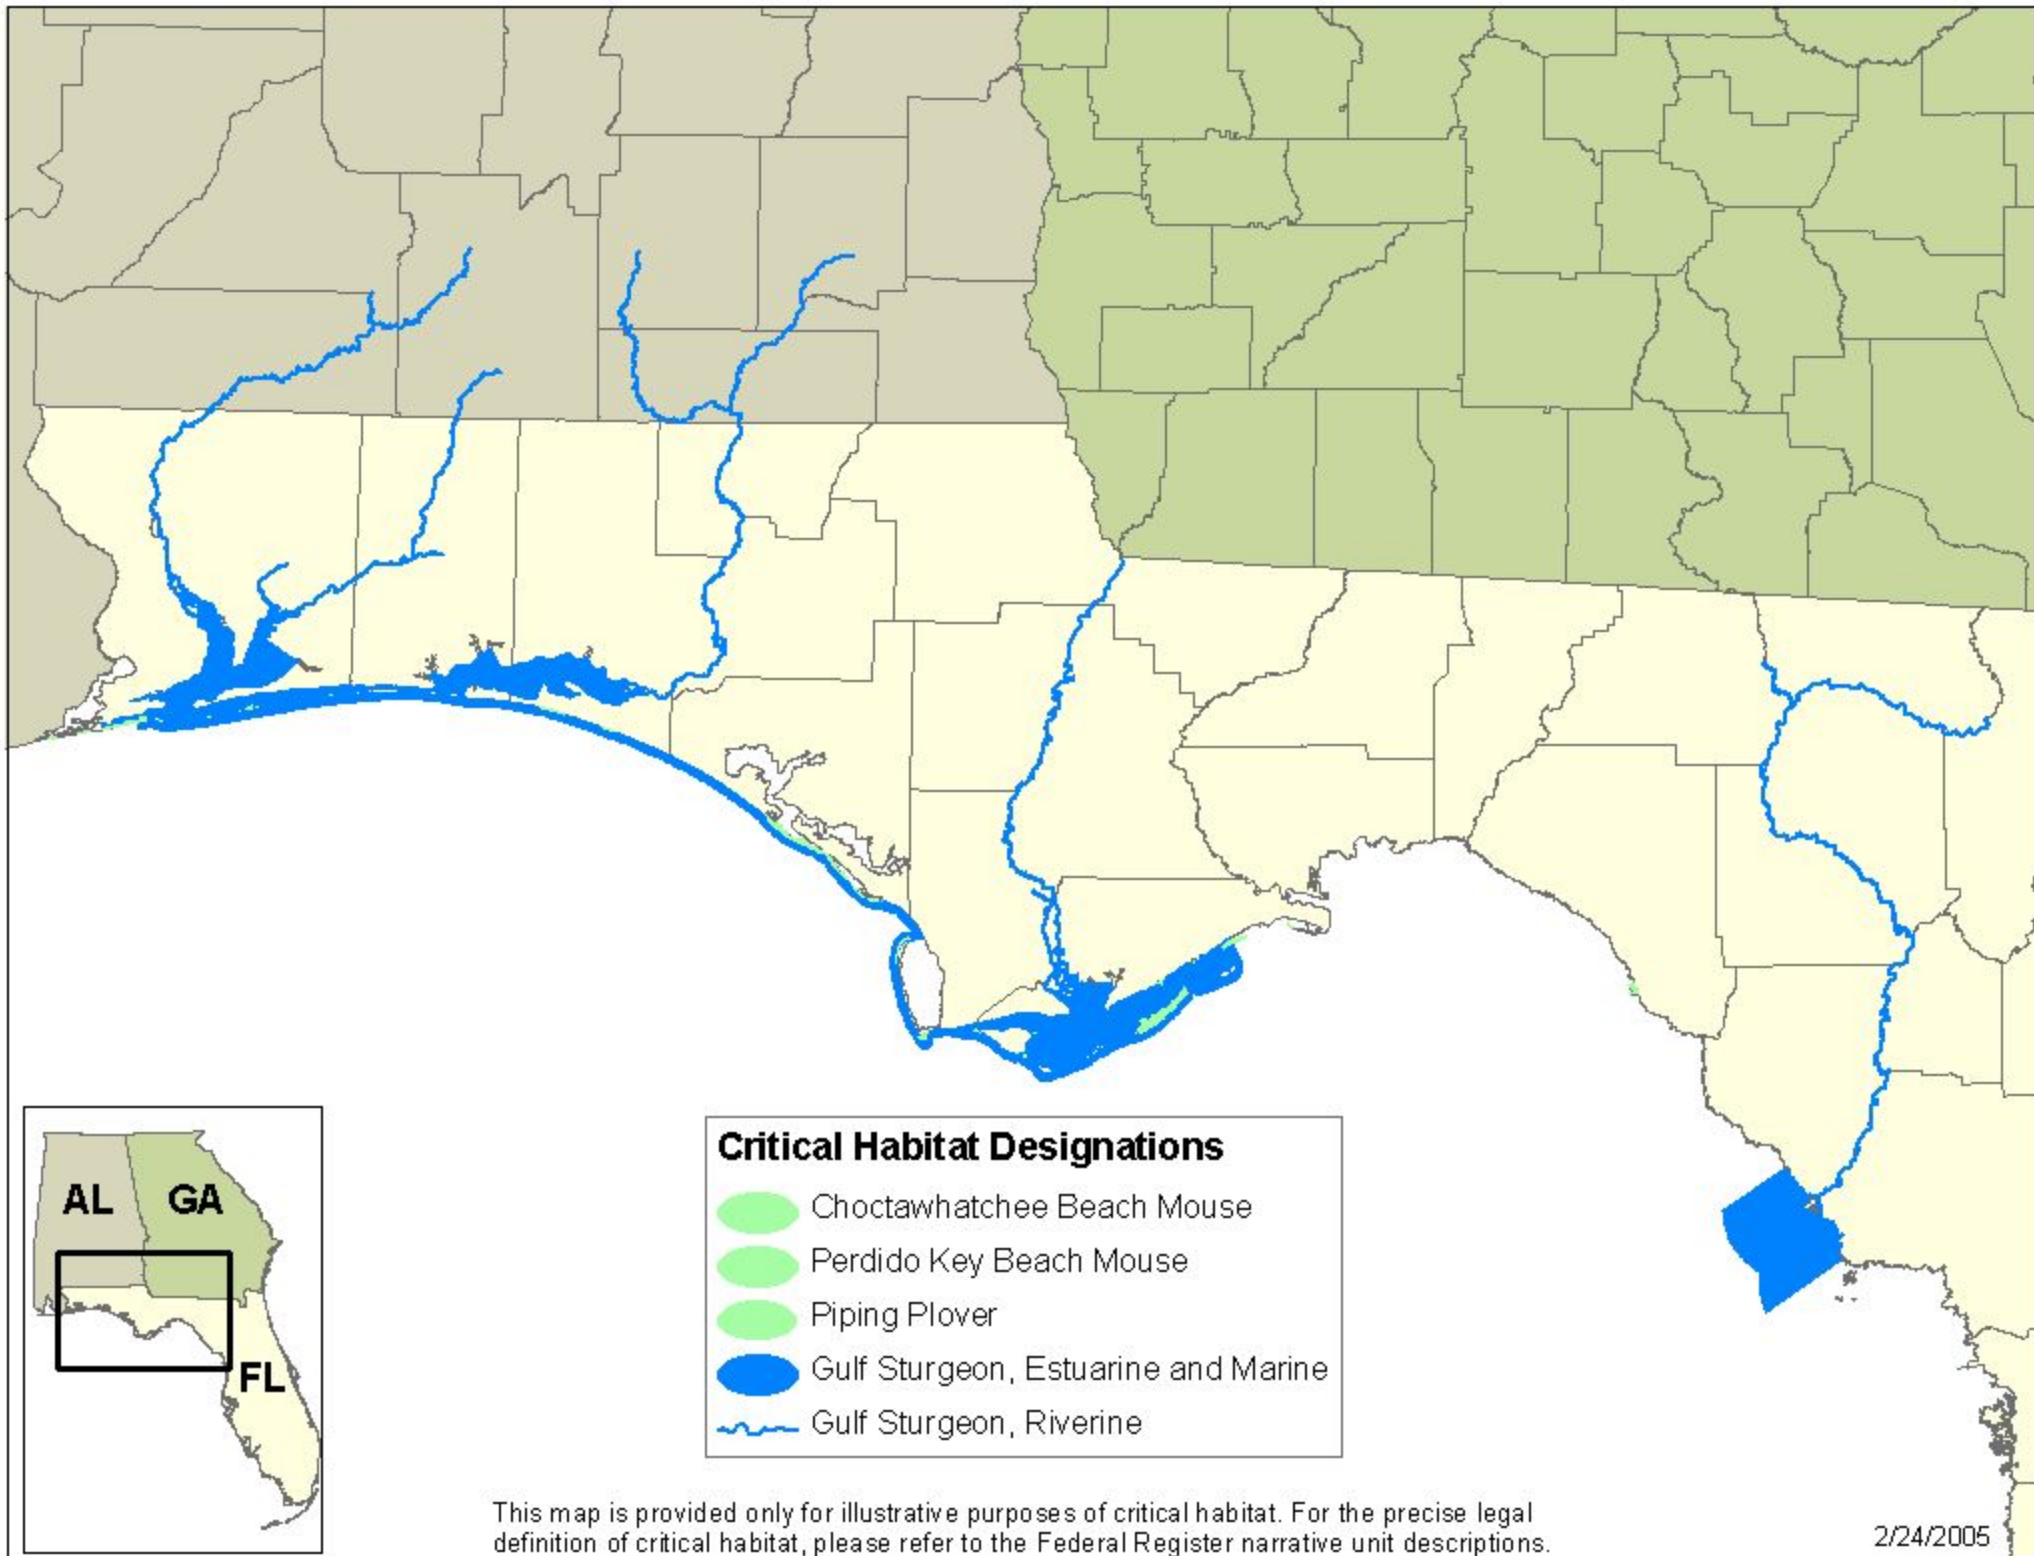 AL
GA
FL
Critical Habitat Designations
Choctawhatchee Beach Mouse
Perdido Key Beach Mouse
Piping Plover
Gulf Sturgeon, Estuarine and Marine
Gulf Sturgeon, Riverine
This map is provided only for illustrative purposes of critical habitat. For the precise legal
definition of critical habitat, please refer to the Federal Register narrative unit descriptions.
2/24/2005